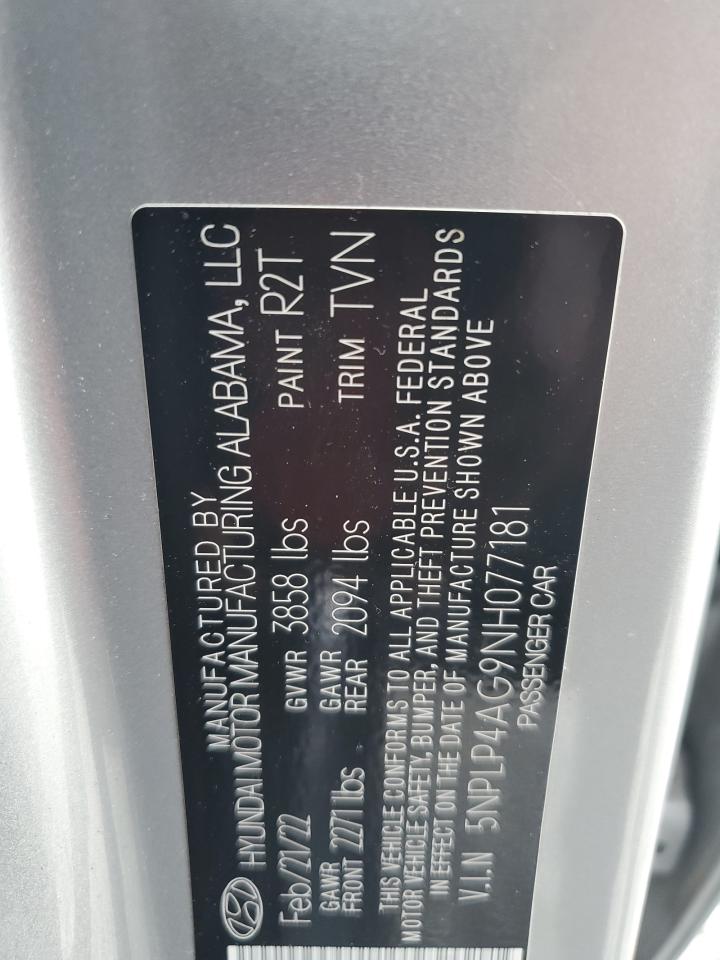 MANUFACTURED BY
HYUNDAI MOTOR MANUFACTURING ALABAMA, LLC
Feb/21/22 GVWR 3858 lbs PAINT R2T
GAWR FRONT 2271 lbs GAWR REAR 2094 lbs TRIM TVN
THIS VEHICLE CONFORMS TO ALL APPLICABLE U.S.A. FEDERAL
MOTOR VEHICLE SAFETY, BUMPER, AND THEFT PREVENTION STANDARDS
IN EFFECT ON THE DATE OF MANUFACTURE SHOWN ABOVE
V.I.N 5NPLP4AG9NH077181
PASSENGER CAR